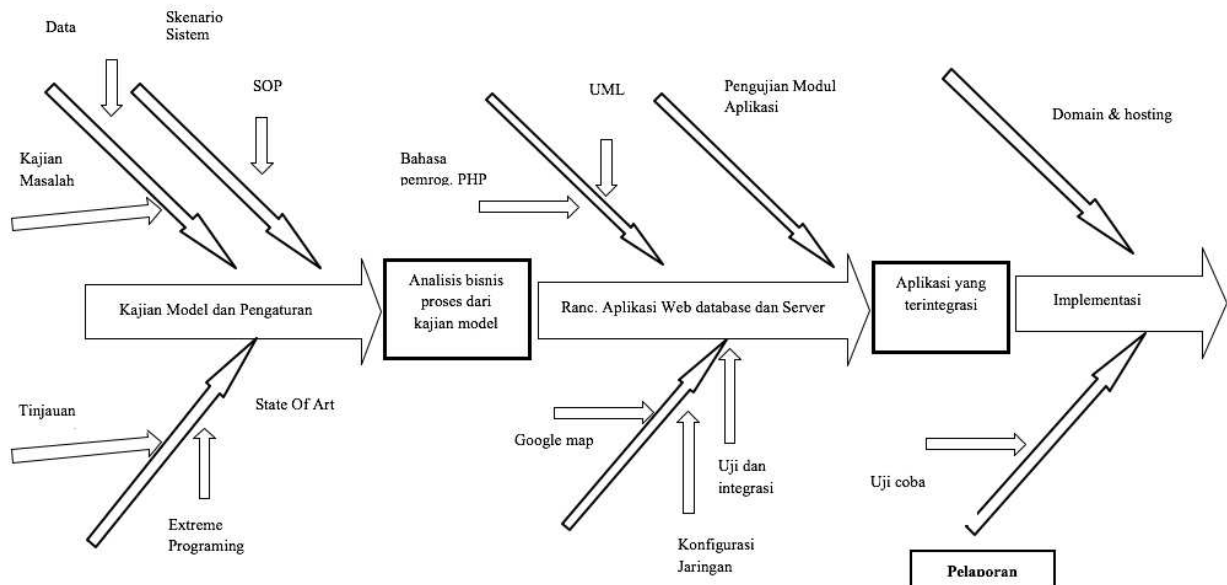 Data
Skenario
Sistem
SOP
UML
Pengujian Modul
Aplikasi
Domain & hosting
Kajian
Masalah
Bahasa
pemrog. PHP
Kajian Model dan Pengaturan
Analisis bisnis
proses dari
kajian model
Ranc. Aplikasi Web database dan Server
Aplikasi yang
terintegrasi
Implementasi
Tinjauan
State Of Art
Extreme
Programing
Google map
Uji dan
integrasi
Konfigurasi
Jaringan
Uji coba
Pelaporan